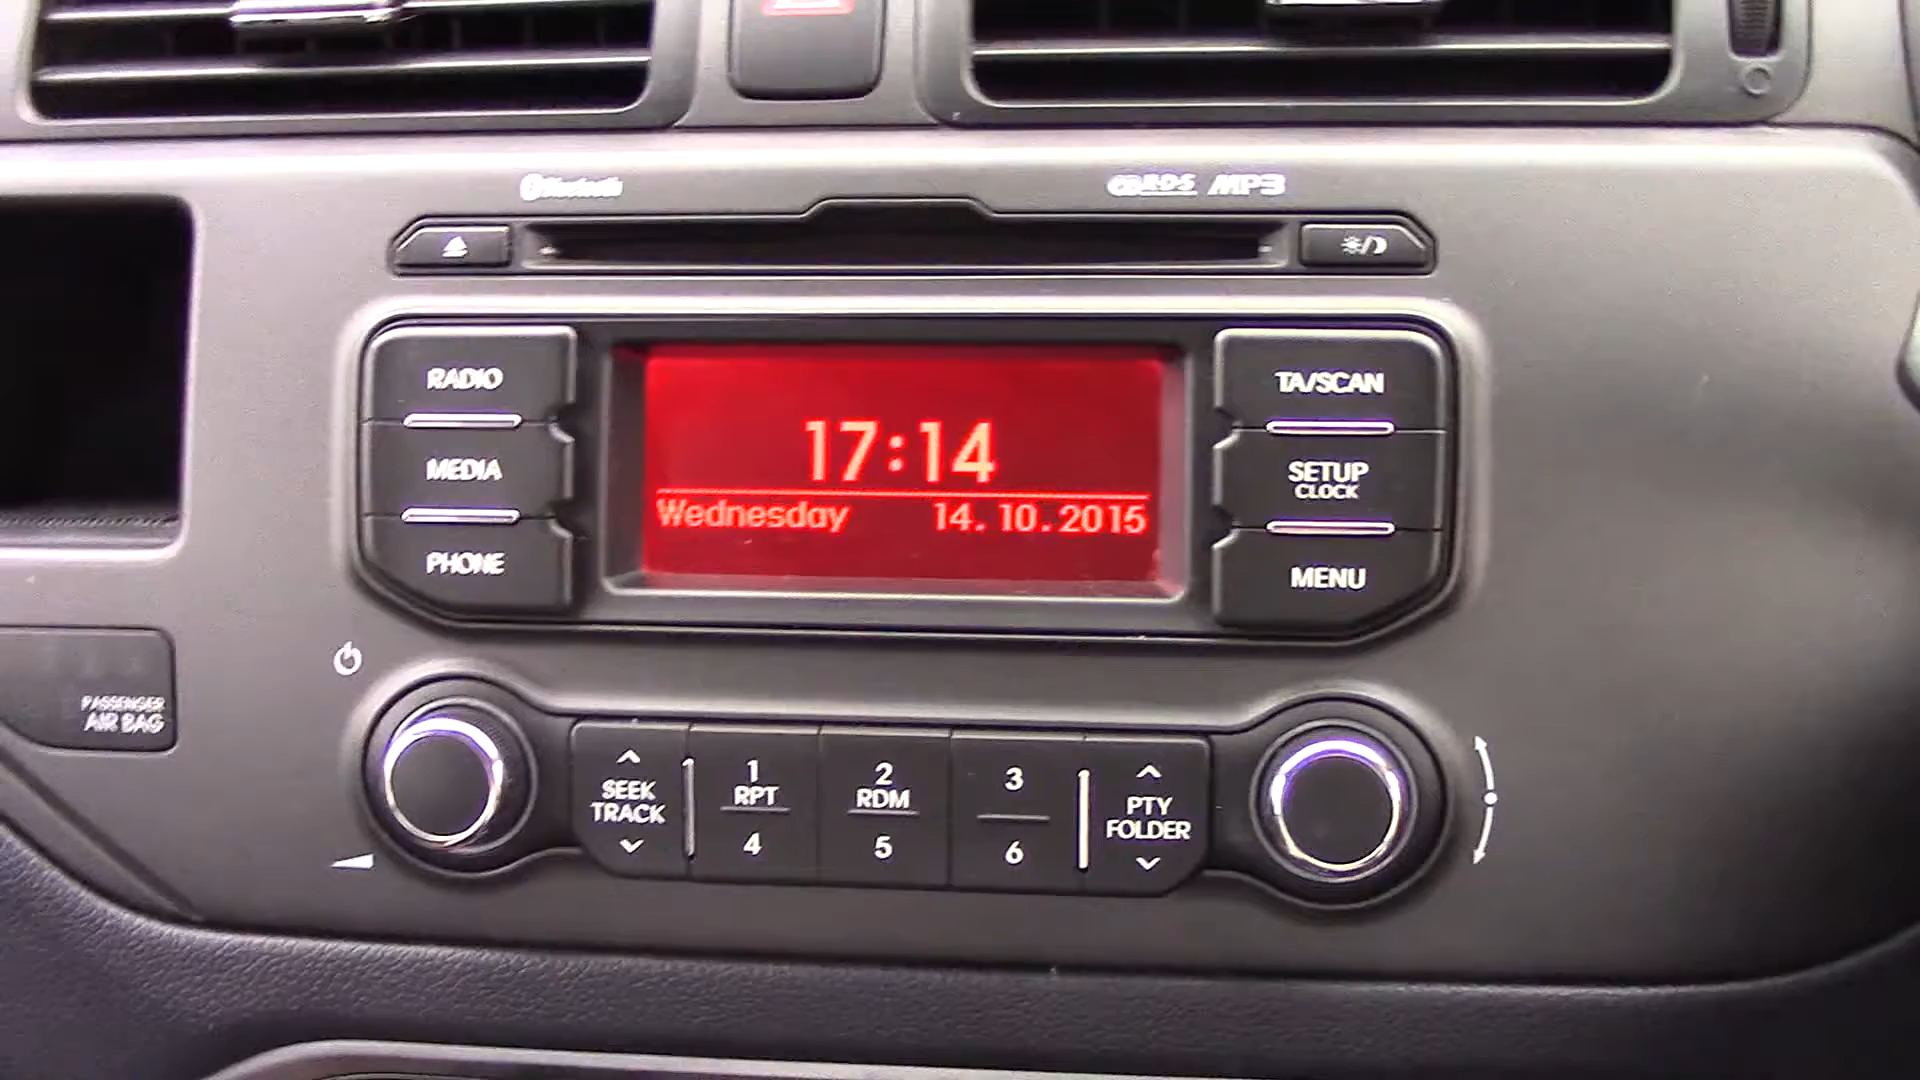 Bluetooth
RDS MP3
RADIO
MEDIA
PHONE
17:14
Wednesday 14.10.2015
TA/SCAN
SETUP
CLOCK
MENU
PASSENGER
AIR BAG
SEEK
TRACK
1
RPT
4
2
RDM
5
3
6
PTY
FOLDER